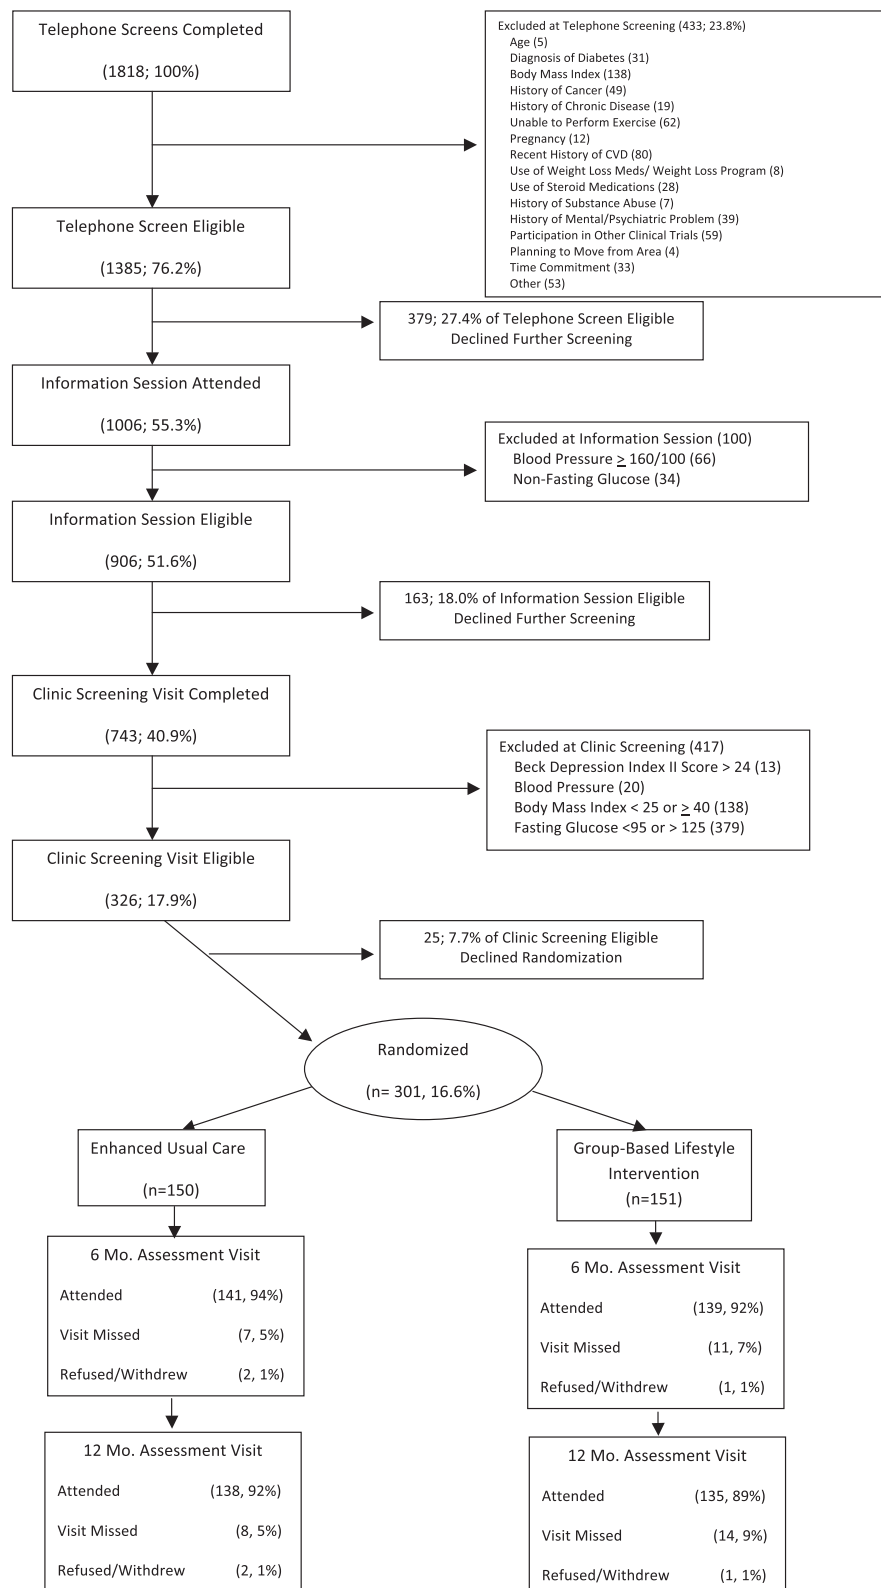 Telephone Screens Completed
(1818; 100%)
Excluded at Telephone Screening (433; 23.8%)
Age (5)
Diagnosis of Diabetes (31)
Body Mass Index (138)
History of Cancer (49)
History of Chronic Disease (19)
Unable to Perform Exercise (62)
Pregnancy (12)
Recent History of CVD (80)
Use of Weight Loss Meds/ Weight Loss Program (8)
Use of Steroid Medications (28)
History of Substance Abuse (7)
History of Mental/Psychiatric Problem (39)
Participation in Other Clinical Trials (59)
Planning to Move from Area (4)
Time Commitment (33)
Other (53)
Telephone Screen Eligible
(1385; 76.2%)
379; 27.4% of Telephone Screen Eligible
Declined Further Screening
Information Session Attended
(1006; 55.3%)
Excluded at Information Session (100)
Blood Pressure ≥ 160/100 (66)
Non-Fasting Glucose (34)
Information Session Eligible
(906; 51.6%)
163; 18.0% of Information Session Eligible
Declined Further Screening
Clinic Screening Visit Completed
(743; 40.9%)
Excluded at Clinic Screening (417)
Beck Depression Index II Score > 24 (13)
Blood Pressure (20)
Body Mass Index < 25 or ≥ 40 (138)
Fasting Glucose <95 or > 125 (379)
Clinic Screening Visit Eligible
(326; 17.9%)
25; 7.7% of Clinic Screening Eligible
Declined Randomization
Randomized
(n= 301, 16.6%)
Enhanced Usual Care
(n=150)
Group-Based Lifestyle
Intervention
(n=151)
6 Mo. Assessment Visit
Attended (141, 94%)
Visit Missed (7, 5%)
Refused/Withdrew (2, 1%)
6 Mo. Assessment Visit
Attended (139, 92%)
Visit Missed (11, 7%)
Refused/Withdrew (1, 1%)
12 Mo. Assessment Visit
Attended (138, 92%)
Visit Missed (8, 5%)
Refused/Withdrew (2, 1%)
12 Mo. Assessment Visit
Attended (135, 89%)
Visit Missed (14, 9%)
Refused/Withdrew (1, 1%)